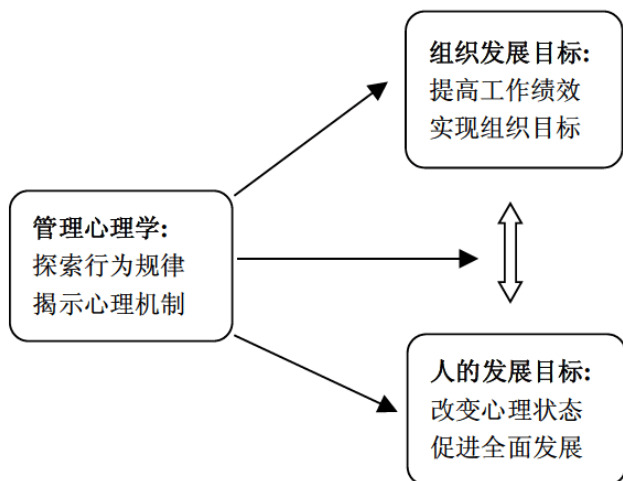 组织发展目标:
提高工作绩效
实现组织目标
管理心理学:
探索行为规律
揭示心理机制
人的发展目标:
改变心理状态
促进全面发展